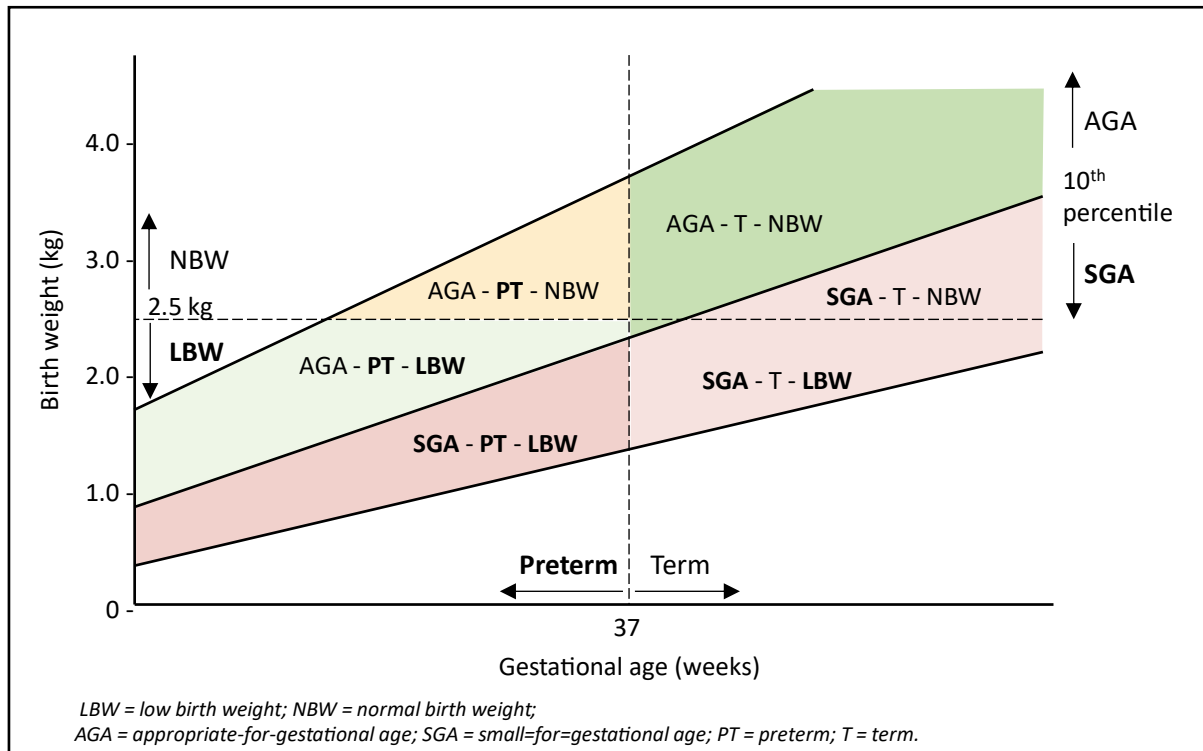 Birth weight (kg)
4.0
3.0
2.0
1.0
0
NBW
2.5 kg
LBW
AGA - T - NBW
AGA - PT - NBW
SGA - T - NBW
AGA - PT - LBW
SGA - T - LBW
SGA - PT - LBW
AGA
10th
percentile
SGA
Preterm
Term
37
Gestational age (weeks)
LBW = low birth weight; NBW = normal birth weight;
AGA = appropriate-for-gestational age; SGA = small=for=gestational age; PT = preterm; T = term.